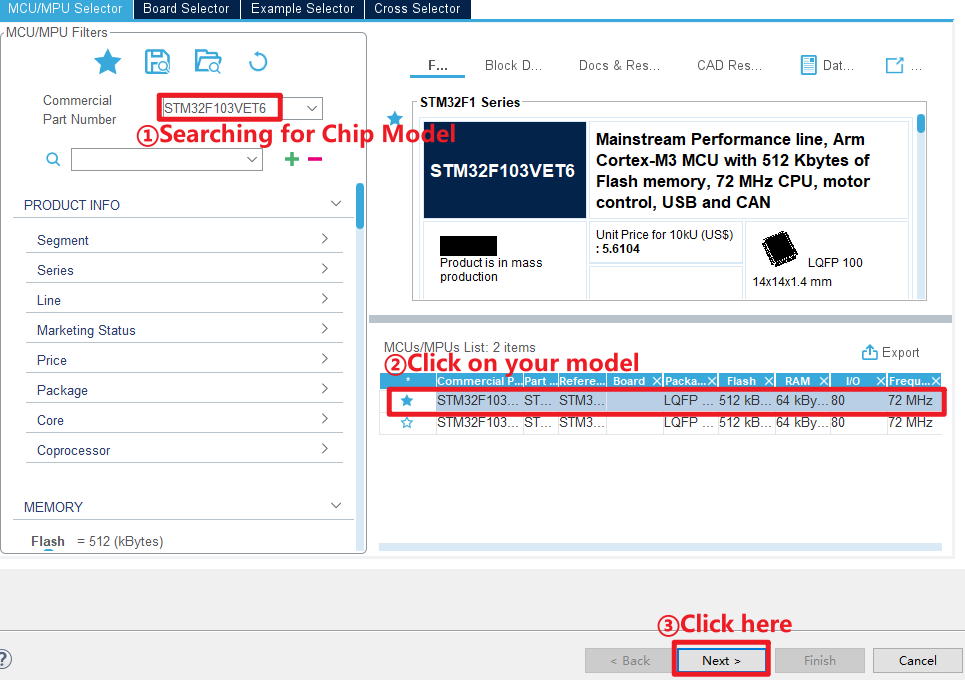 MCU/MPU Selector
Board Selector
Example Selector
Cross Selector
MCU/MPU Filters
Commercial
Part Number
STM32F103VET6
①Searching for Chip Model
PRODUCT INFO
Segment
Series
Line
Marketing Status
Price
Package
Core
Coprocessor
MEMORY
Flash = 512 (kBytes)
F...
Block D...
Docs & Res...
CAD Res...
Dat...
...
STM32F1 Series
STM32F103VET6
Mainstream Performance line, Arm
Cortex-M3 MCU with 512 Kbytes of
Flash memory, 72 MHz CPU, motor
control, USB and CAN
Product is in mass
production
Unit Price for 10kU (US$)
: 5.6104
LQFP 100
14x14x1.4 mm
MCUs/MPUs List: 2 items
Export
②Click on your model
* Commercial P... Part ... Refere... Board Packa... Flash RAM I/O Frequ...
STM32F103... ST... STM3... LQFP ... 512 kB... 64 kBy... 80 72 MHz
STM32F103... ST... STM3... LQFP ... 512 kB... 64 kBy... 80 72 MHz
③Click here
?
< Back
Next >
Finish
Cancel